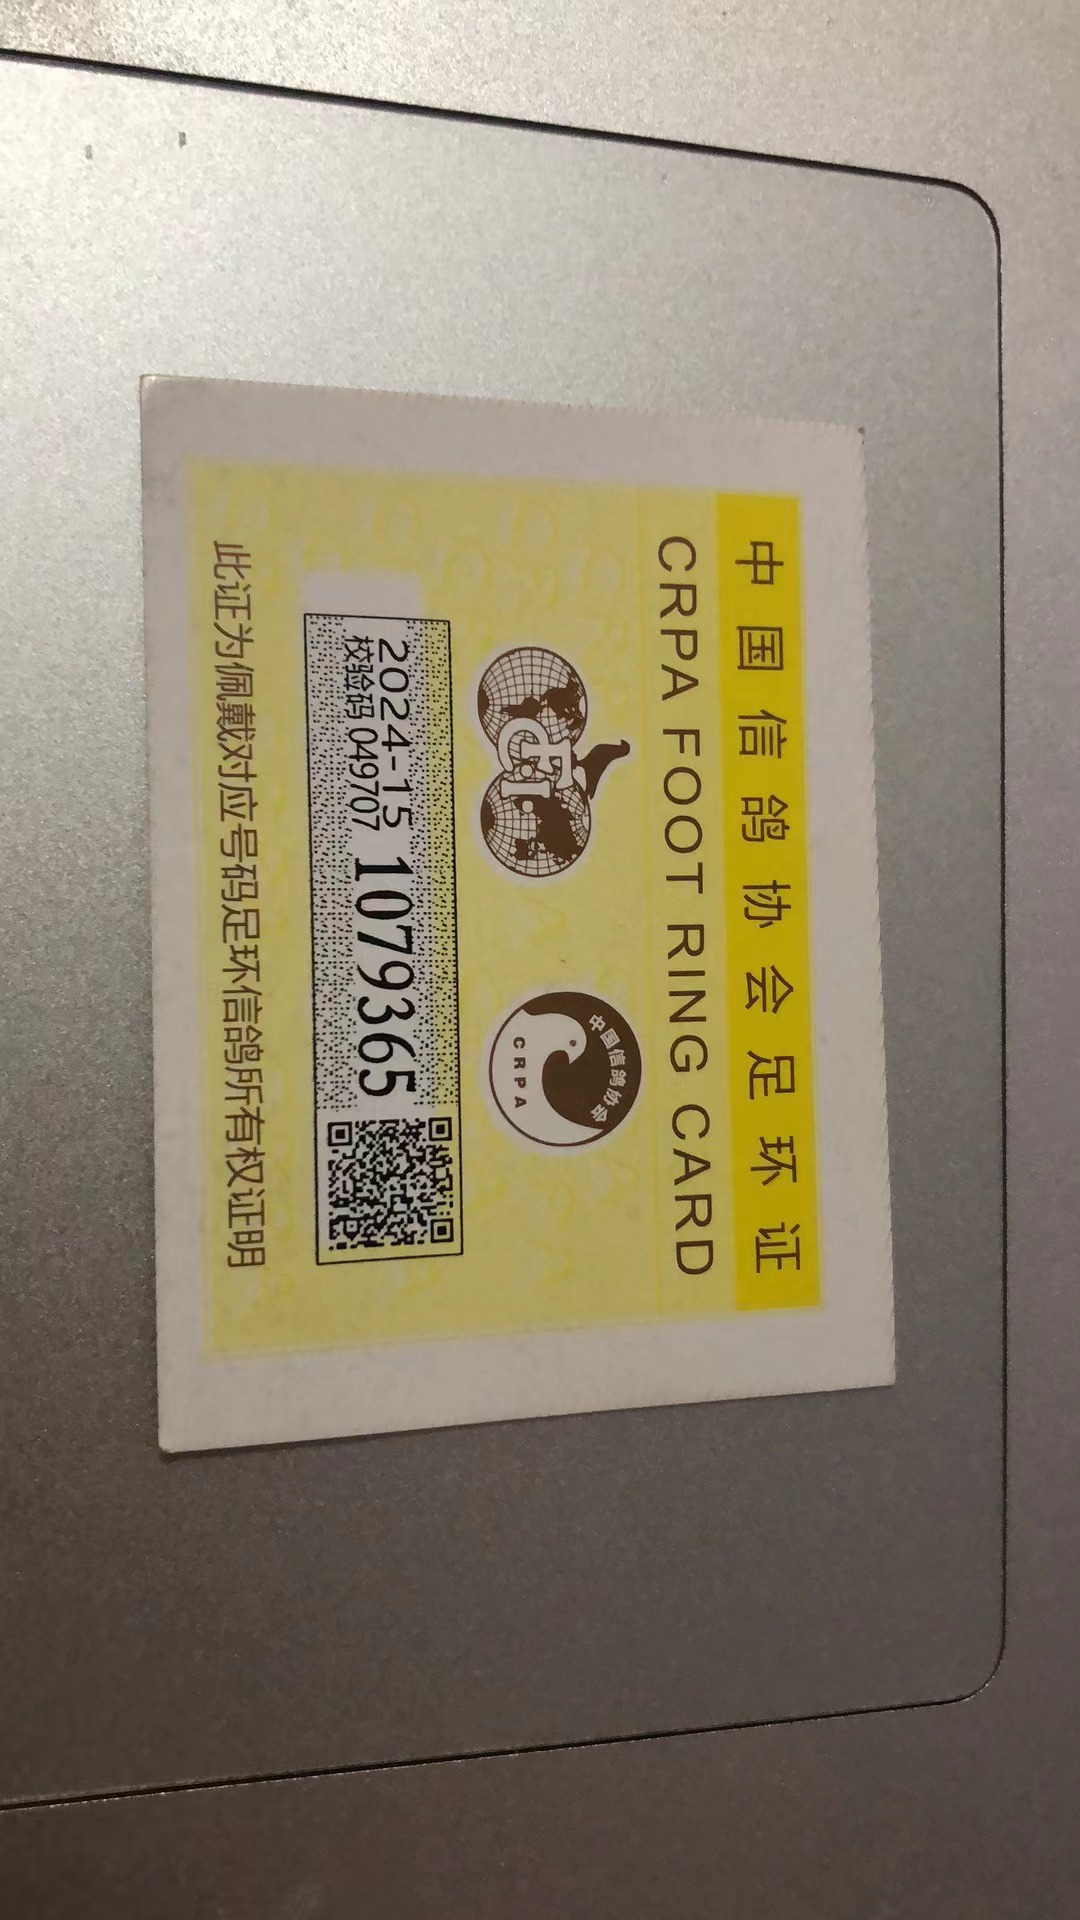 中国信鸽协会足环证
CRPA FOOT RING CARD
FCI
中国信鸽协会
CRPA
2024-15
校验码 049707
1079365
此证为佩戴对应号码足环信鸽所有权证明